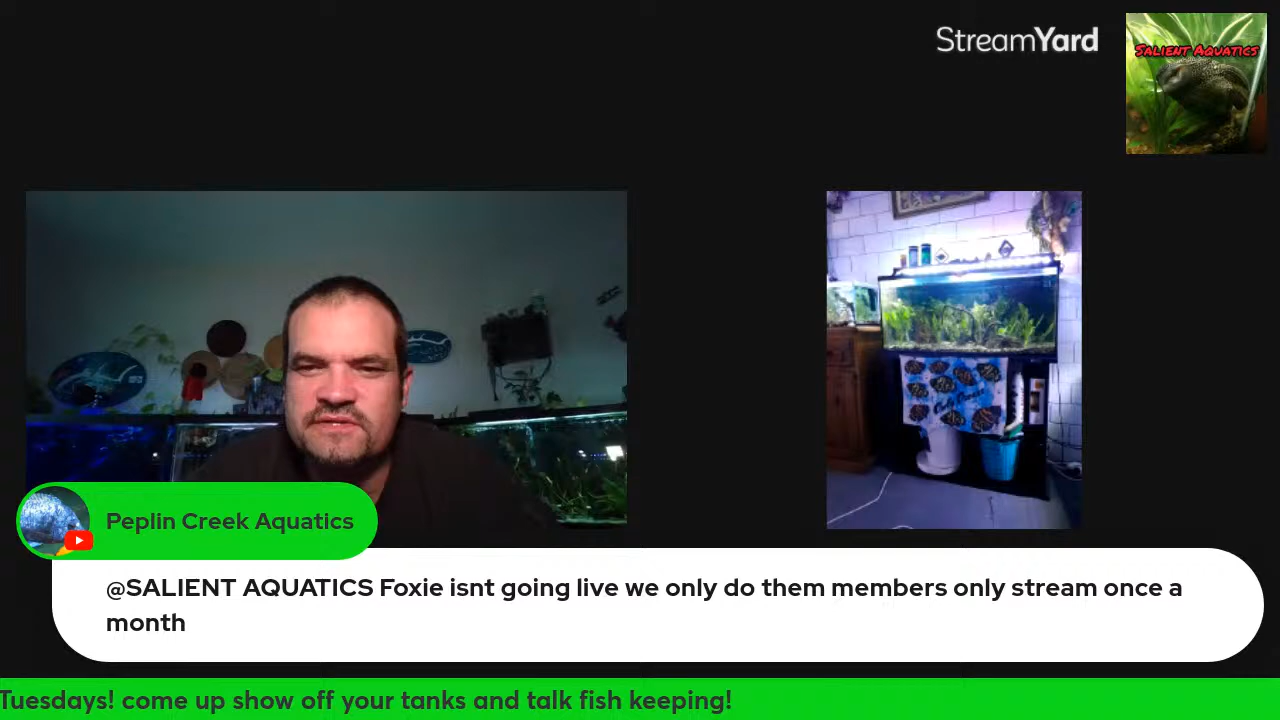 StreamYard
SALIENT AQUATICS
Peplin Creek Aquatics
@SALIENT AQUATICS Foxie isnt going live we only do them members only stream once a
month
Tuesdays! come up show off your tanks and talk fish keeping!